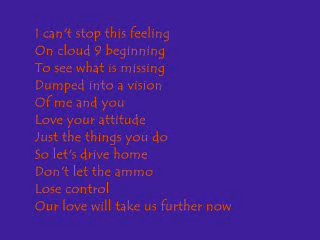 I can't stop this feeling
On cloud 9 beginning
To see what is missing
Dumped into a vision
Of me and you
Love your attitude
Just the things you do
So let's drive home
Don't let the ammo
Lose control
Our love will take us further now